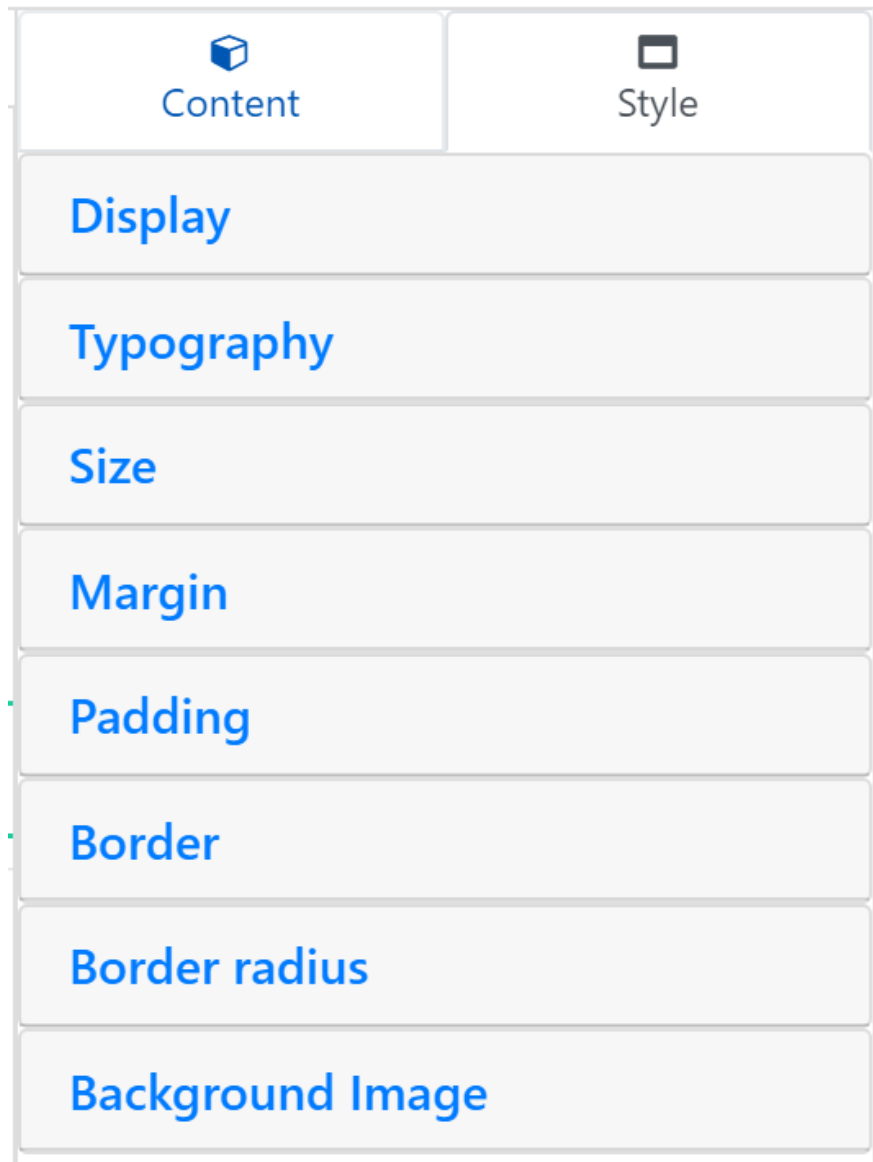 Content
Style
Display
Typography
Size
Margin
Padding
Border
Border radius
Background Image